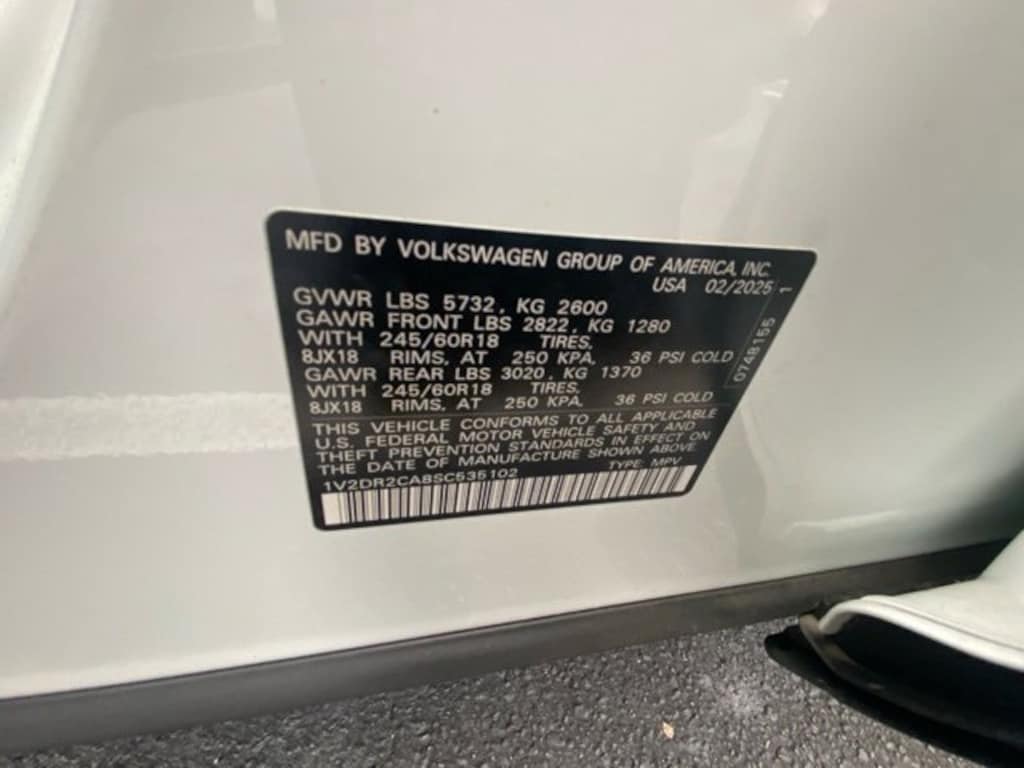 MFD BY VOLKSWAGEN GROUP OF AMERICA, INC.
USA 02/2025
GVWR LBS 5732, KG 2600
GAWR FRONT LBS 2822, KG 1280
WITH 245/60R18 TIRES,
8JX18 RIMS, AT 250 KPA, 36 PSI COLD
GAWR REAR LBS 3020, KG 1370
WITH 245/60R18 TIRES,
8JX18 RIMS, AT 250 KPA, 36 PSI COLD
THIS VEHICLE CONFORMS TO ALL APPLICABLE
U.S. FEDERAL MOTOR VEHICLE SAFETY AND
THEFT PREVENTION STANDARDS IN EFFECT ON
THE DATE OF MANUFACTURE SHOWN ABOVE.
1V2DR2CA8SC535102 TYPE: MPV
0748155 1